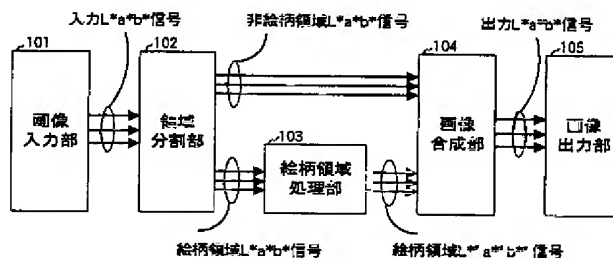 入力L*a*b*信号
非絵柄領域L*a*b*信号
出力L*a*b*信号
101
画像
入力部
102
領域
分割部
103
絵柄領域
処理部
104
画像
合成部
105
画像
出力部
絵柄領域L*a*b*信号
絵柄領域L*'a*'b*'信号